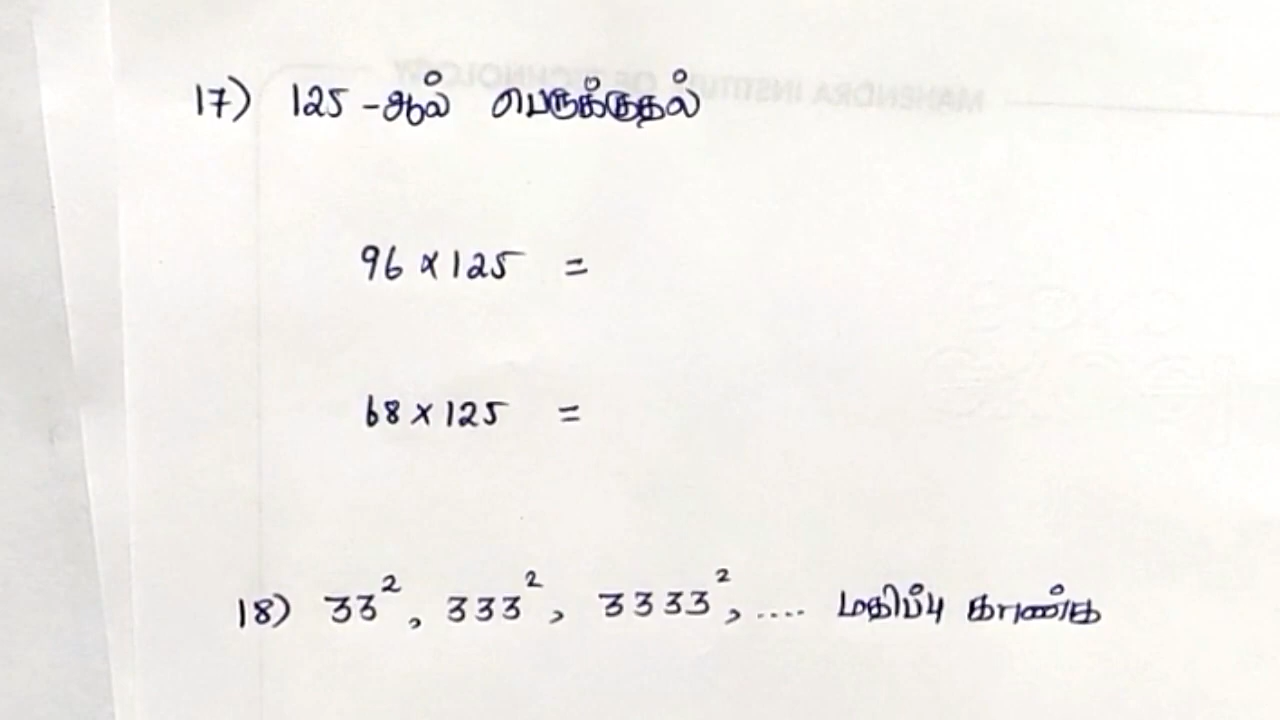 17) 125 -ஆல் பெருக்குதல்
96 × 125 =
68 × 125 =
18) 33², 333², 3333², .... மதிப்பு காண்க